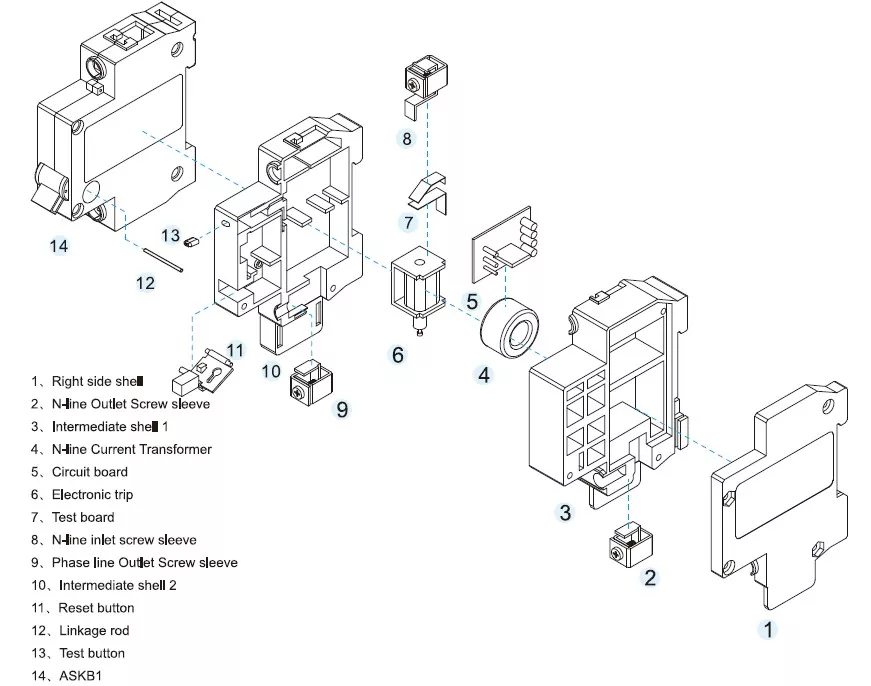 8
7
14
13
12
5
6
4
11
10
9
3
2
1
1、Right side shell
2、N-line Outlet Screw sleeve
3、Intermediate shell 1
4、N-line Current Transformer
5、Circuit board
6、Electronic trip
7、Test board
8、N-line inlet screw sleeve
9、Phase line Outlet Screw sleeve
10、Intermediate shell 2
11、Reset button
12、Linkage rod
13、Test button
14、ASKB1